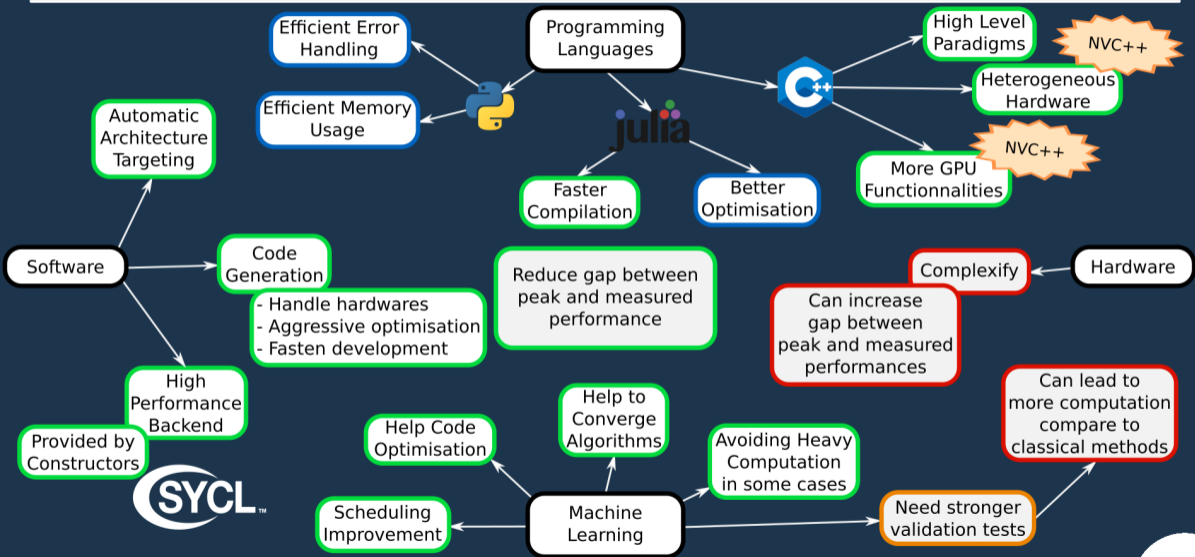 Efficient Error
Handling
Programming
Languages
High Level
Paradigms
NVC++
C++
Heterogeneous
Hardware
Efficient Memory
Usage
julia
Automatic
Architecture
Targeting
NVC++
More GPU
Functionnalities
Faster
Compilation
Better
Optimisation
Software
Code
Generation
- Handle hardwares
- Aggressive optimisation
- Fasten development
Reduce gap between
peak and measured
performance
Complexify
Hardware
Can increase
gap between
peak and measured
performances
High
Performance
Backend
Provided by
Constructors
SYCL™
Help Code
Optimisation
Help to
Converge
Algorithms
Avoiding Heavy
Computation
in some cases
Can lead to
more computation
compare to
classical methods
Scheduling
Improvement
Machine
Learning
Need stronger
validation tests